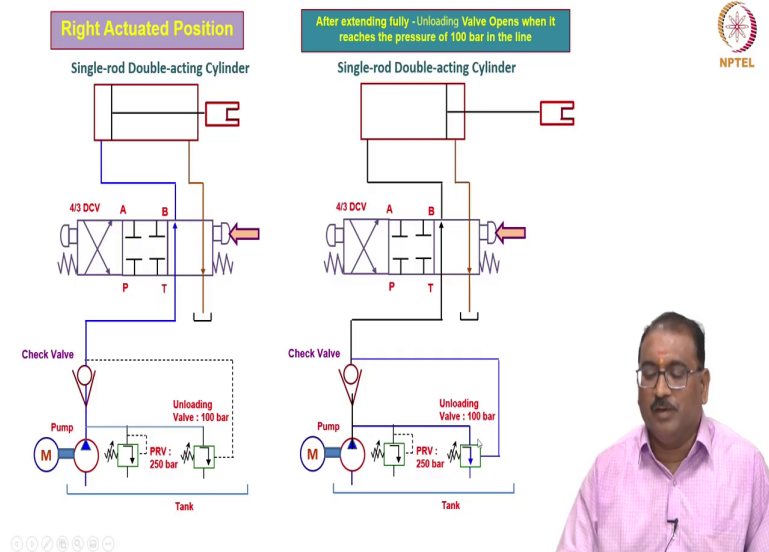 Right Actuated Position
After extending fully - Unloading Valve Opens when it
reaches the pressure of 100 bar in the line
NPTEL
Single-rod Double-acting Cylinder
Single-rod Double-acting Cylinder
4/3 DCV
A
B
P
T
4/3 DCV
A
B
P
T
Check Valve
Unloading
Valve : 100 bar
Pump
M
PRV :
250 bar
Tank
Check Valve
Unloading
Valve : 100 bar
Pump
M
PRV :
250 bar
Tank